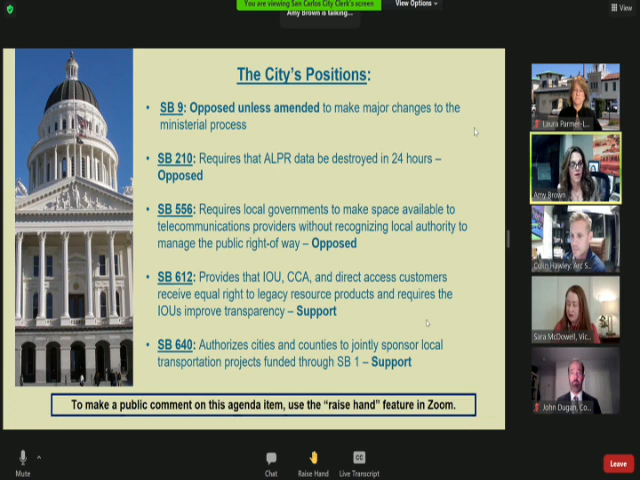 You are viewing San Carlos City Clerk's screen
View Options
View
Amy Brown is talking...
The City's Positions:
• SB 9: Opposed unless amended to make major changes to the
ministerial process
• SB 210: Requires that ALPR data be destroyed in 24 hours –
Opposed
• SB 556: Requires local governments to make space available to
telecommunications providers without recognizing local authority to
manage the public right-of way – Opposed
• SB 612: Provides that IOU, CCA, and direct access customers
receive equal right to legacy resource products and requires the
IOUs improve transparency – Support
• SB 640: Authorizes cities and counties to jointly sponsor local
transportation projects funded through SB 1 – Support
To make a public comment on this agenda item, use the "raise hand" feature in Zoom.
Laura Parmer-L...
Amy Brown
Colin Hawley: Arc S...
Sara McDowell, Vic...
John Dugan, Co...
Mute
Chat
Raise Hand
CC
Live Transcript
Leave